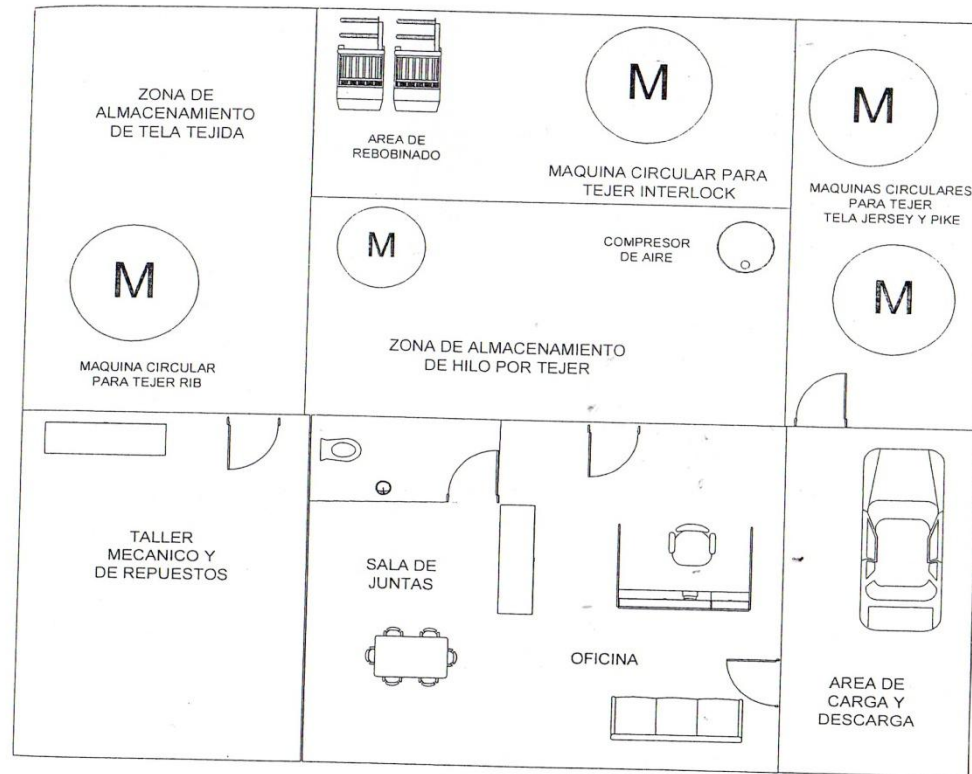 ZONA DE
ALMACENAMIENTO
DE TELA TEJIDA
M
MAQUINA CIRCULAR
PARA TEJER RIB
AREA DE
REBOBINADO
M
MAQUINA CIRCULAR PARA
TEJER INTERLOCK
M
MAQUINAS CIRCULARES
PARA TEJER
TELA JERSEY Y PIKE
M
M
COMPRESOR
DE AIRE
ZONA DE ALMACENAMIENTO
DE HILO POR TEJER
TALLER
MECANICO Y
DE REPUESTOS
SALA DE
JUNTAS
OFICINA
AREA DE
CARGA Y
DESCARGA